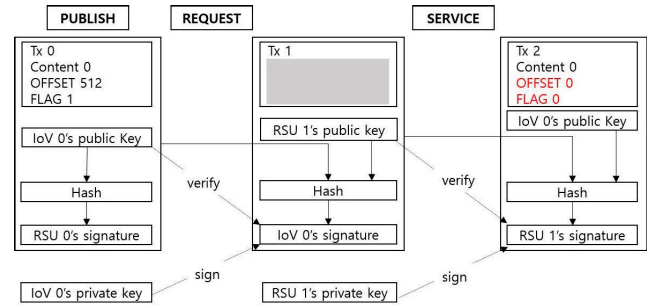 PUBLISH
REQUEST
SERVICE
Tx 0
Content 0
OFFSET 512
FLAG 1
IoV 0's public Key
Hash
RSU 0's signature
IoV 0's private key
Tx 1
RSU 1's public key
verify
Hash
IoV 0's signature
sign
RSU 1's private key
Tx 2
Content 0
OFFSET 0
FLAG 0
IoV 0's public Key
verify
Hash
RSU 1's signature
sign